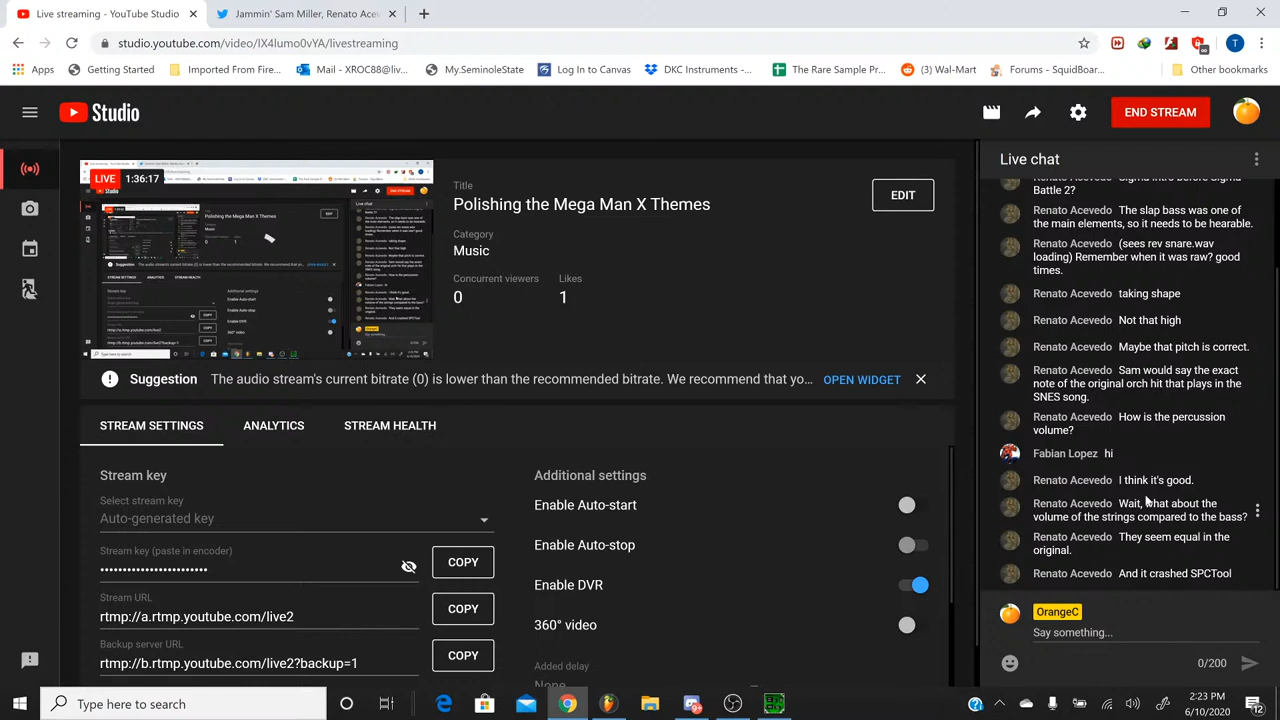 Live streaming - YouTube Studio
Jammin' Sam Miller, Renato Acev
studio.youtube.com/video/lX4lumo0vYA/livestreaming
Apps
Getting Started
Imported From Fire...
Mail - XROC88@liv...
My.SeminoleState
Log In to Canvas
DKC Instruments -...
The Rare Sample Pr...
(3) Wal-Mart
Forums - SquidBoar...
Other bookmarks
Studio
END STREAM
LIVE 1:36:17
Title
Polishing the Mega Man X Themes
EDIT
Category
Music
Concurrent viewers
Likes
0
1
Suggestion
The audio stream's current bitrate (0) is lower than the recommended bitrate. We recommend that yo...
OPEN WIDGET
STREAM SETTINGS
ANALYTICS
STREAM HEALTH
Stream key
Select stream key
Auto-generated key
Stream key (paste in encoder)
COPY
Stream URL
rtmp://a.rtmp.youtube.com/live2
COPY
Backup server URL
rtmp://b.rtmp.youtube.com/live2?backup=1
COPY
Additional settings
Enable Auto-start
Enable Auto-stop
Enable DVR
360° video
Added delay
None
Live chat
Battle 2?
Renato Acevedo The slap bass was one of
the mains, so it needs to be hearable.
Renato Acevedo (sees rev snare.wav
loading) Remember when it was raw? good
times.
Renato Acevedo taking shape
Renato Acevedo Not that high
Renato Acevedo Maybe that pitch is correct.
Renato Acevedo Sam would say the exact
note of the original orch hit that plays in the
SNES song.
Renato Acevedo How is the percussion
volume?
Fabian Lopez hi
Renato Acevedo I think it's good.
Renato Acevedo Wait, what about the
volume of the strings compared to the bass?
Renato Acevedo They seem equal in the
original.
Renato Acevedo And it crashed SPCTool
OrangeC
Say something...
0/200
Type here to search
2:23 PM
6/10/2020
12